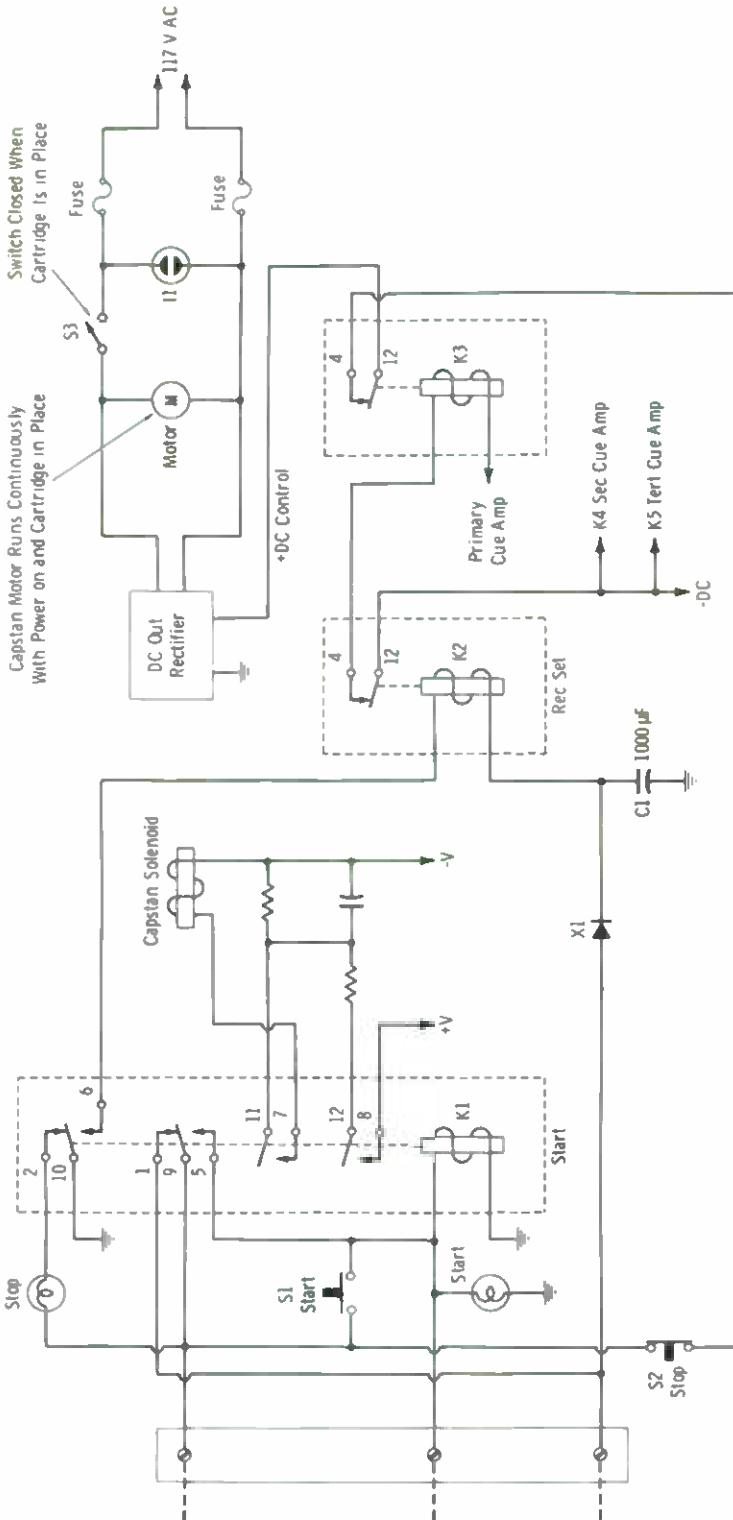 Capstan Motor Runs Continuously
With Power on and Cartridge in Place
Switch Closed When
Cartridge Is in Place
S3
Fuse
117 V AC
Motor
M
I1
Fuse
DC Out
Rectifier
+DC Control
4
12
K3
Primary
Cue Amp
4
12
K2
Rec Set
K4 Sec Cue Amp
K5 Tert Cue Amp
-DC
C1
1000 µF
Capstan Solenoid
-V
+V
X1
Stop
2
10
6
1
9
5
11
7
12
8
K1
Start
S1
Start
Start
S2
Stop